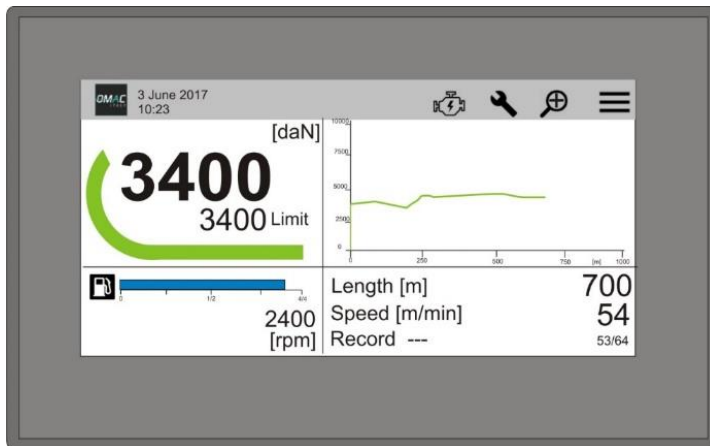 OMAC
ITALY
3 June 2017
10:23
[daN]
3400
3400 Limit
10000
7500
5000
2500
0
0 250 500 750 [m] 1000
0 1/2 4/4
2400
[rpm]
Length [m] 700
Speed [m/min] 54
Record --- 53/64